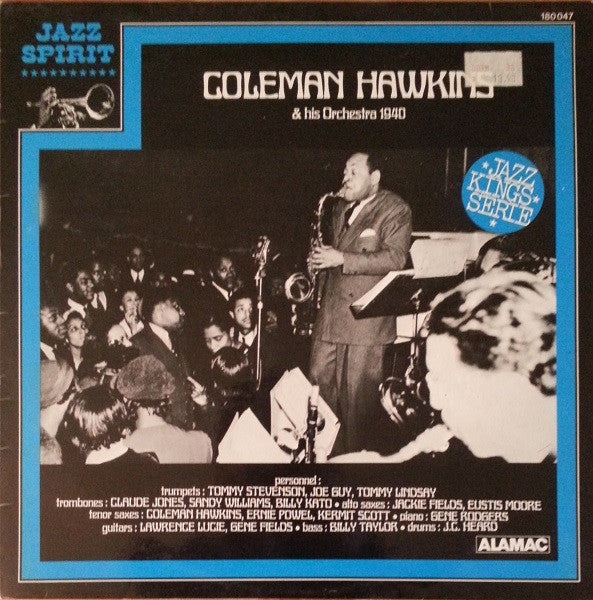 180047
JAZZ
SPIRIT
COLEMAN HAWKINS
& his Orchestra 1940
JAZZ
KINGS
SERIE
personnel :
trumpets : TOMMY STEVENSON, JOE GUY, TOMMY LINDSAY
trombones : CLAUDE JONES, SANDY WILLIAMS, BILLY KATO • alto saxes : JACKIE FIELDS, EUSTIS MOORE
tenor saxes : COLEMAN HAWKINS, ERNIE POWEL, KERMIT SCOTT • piano : GENE RODGERS
guitars : LAWRENCE LUCIE, GENE FIELDS • bass : BILLY TAYLOR • drums : J.C. HEARD
ALAMAC